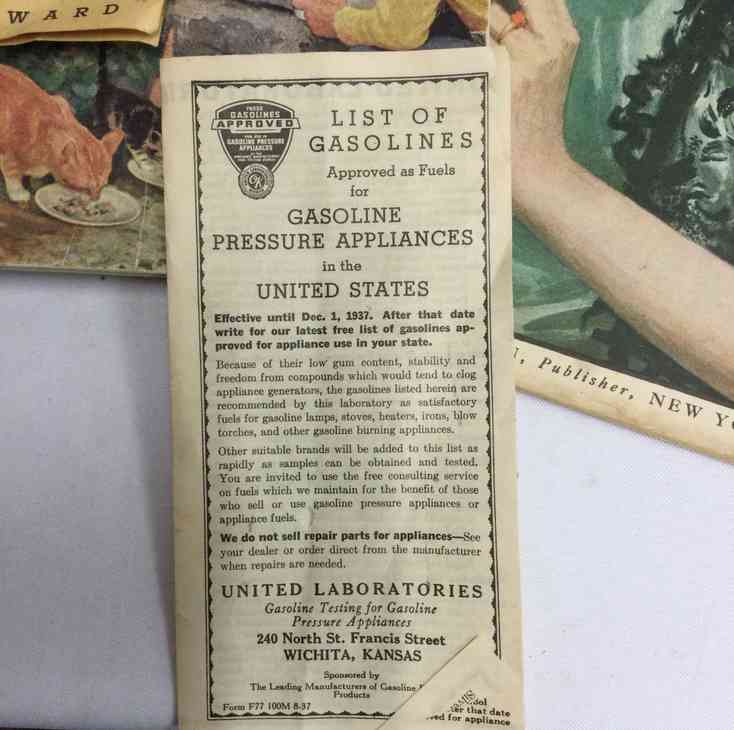 WARD
THESE
GASOLINES
APPROVED
FOR USE IN
GASOLINE PRESSURE
APPLIANCES
LIST OF
GASOLINES
Approved as Fuels
for
GASOLINE
PRESSURE APPLIANCES
in the
UNITED STATES
Effective until Dec. 1, 1937. After that date
write for our latest free list of gasolines ap-
proved for appliance use in your state.
Because of their low gum content, stability and
freedom from compounds which would tend to clog
appliance generators, the gasolines listed herein are
recommended by this laboratory as satisfactory
fuels for gasoline lamps, stoves, heaters, irons, blow
torches, and other gasoline burning appliances.
Other suitable brands will be added to this list as
rapidly as samples can be obtained and tested.
You are invited to use the free consulting service
on fuels which we maintain for the benefit of those
who sell or use gasoline pressure appliances or
appliance fuels.
We do not sell repair parts for appliances—See
your dealer or order direct from the manufacturer
when repairs are needed.
UNITED LABORATORIES
Gasoline Testing for Gasoline
Pressure Appliances
240 North St. Francis Street
WICHITA, KANSAS
Sponsored by
The Leading Manufacturers of Gasoline
Products
Form F77 100M 8-37
that date
for appliance
Publisher, NEW